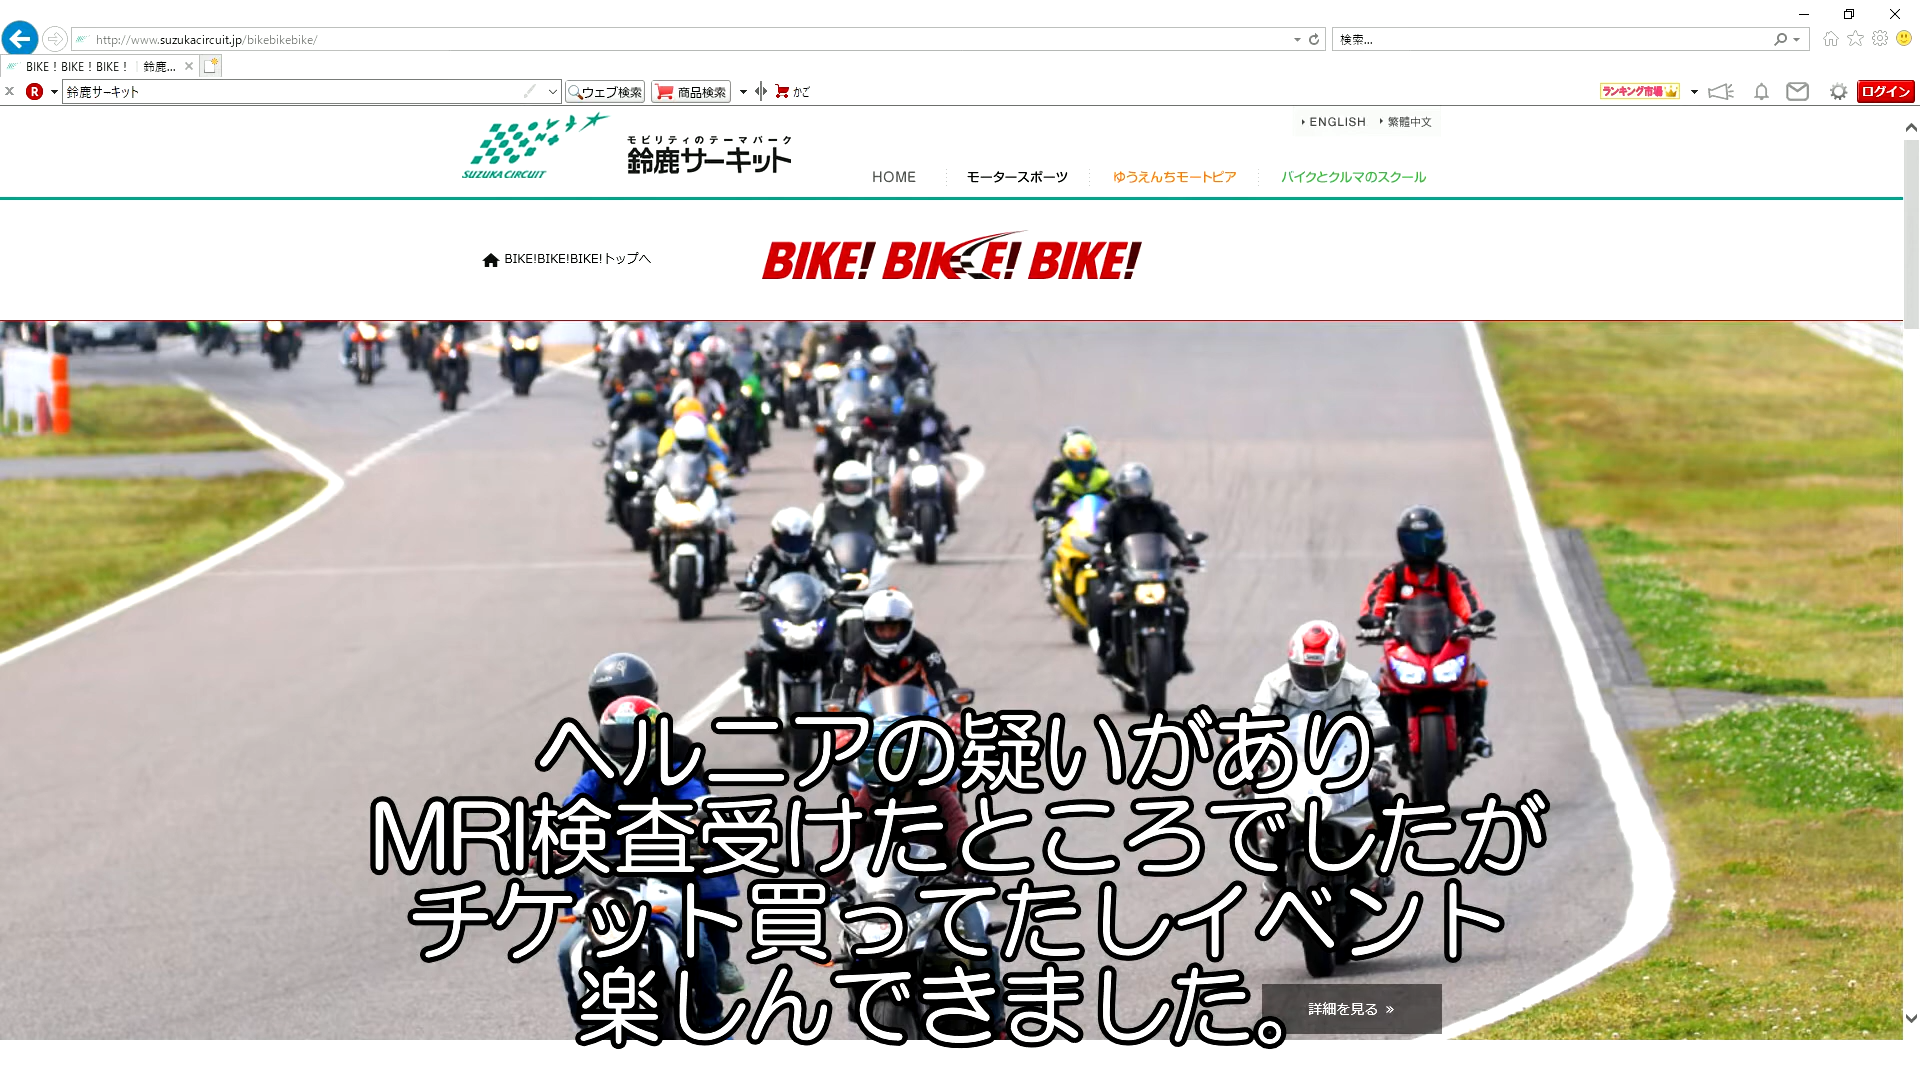 http://www.suzukacircuit.jp/bikebikebike/
検索...
BIKE！BIKE！BIKE！ | 鈴鹿...
鈴鹿サーキット
ウェブ検索
商品検索
かご
ランキング市場
ログイン
ENGLISH
繁體中文
SUZUKA CIRCUIT
モビリティのテーマパーク
鈴鹿サーキット
HOME
モータースポーツ
ゆうえんちモートピア
バイクとクルマのスクール
BIKE!BIKE!BIKE!トップへ
BIKE! BIKE! BIKE!
ヘルニアの疑いがあり
MRI検査受けたところでしたが
チケット買ってたしイベント
楽しんできました。
詳細を見る »